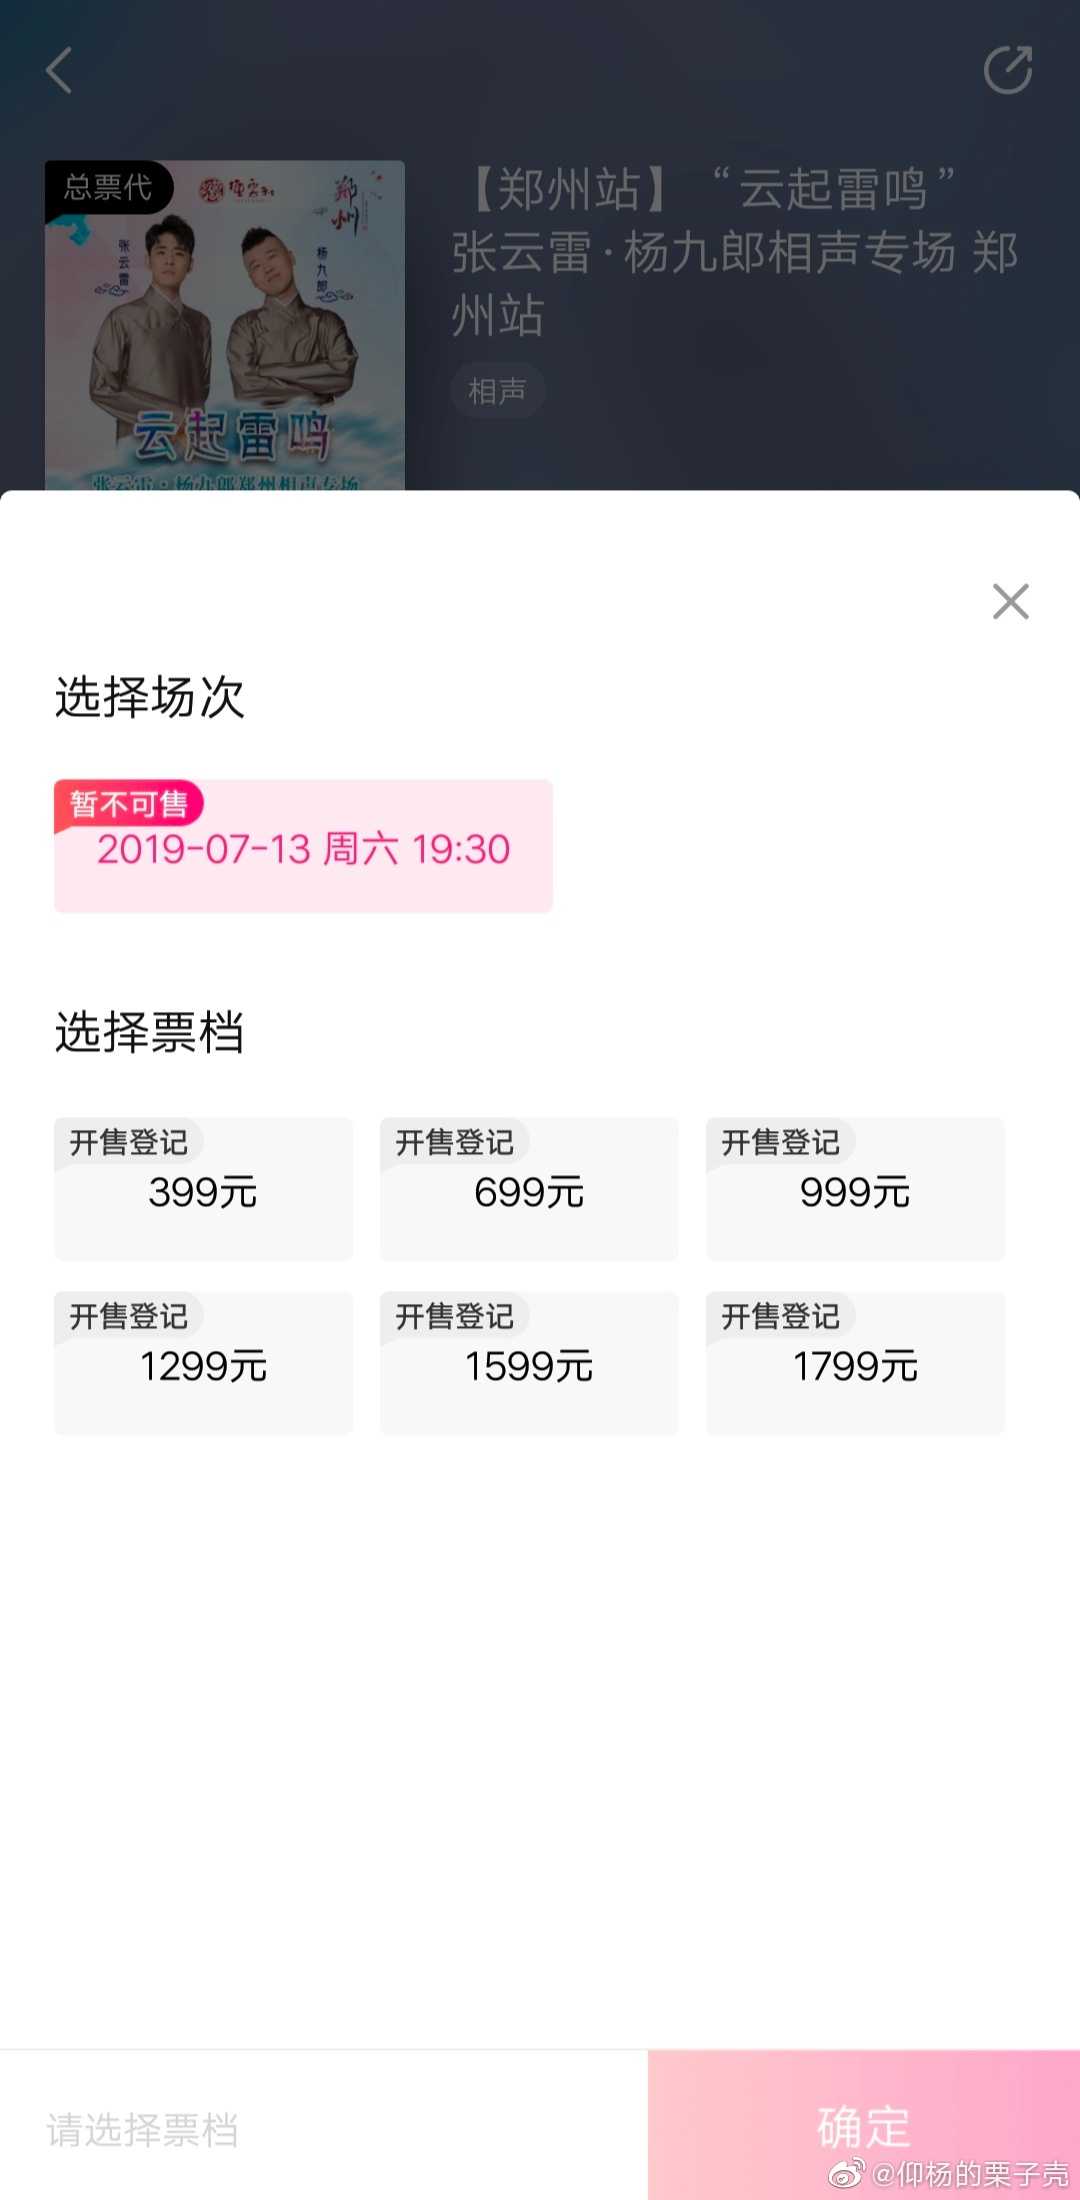 总票代
德云社
郑州
张云雷
杨九郎
云起雷鸣
张云雷·杨九郎郑州相声专场
【郑州站】“云起雷鸣”
张云雷·杨九郎相声专场 郑
州站
相声
选择场次
暂不可售
2019-07-13 周六 19:30
选择票档
开售登记
399元
开售登记
699元
开售登记
999元
开售登记
1299元
开售登记
1599元
开售登记
1799元
请选择票档
确定
@仰杨的栗子壳